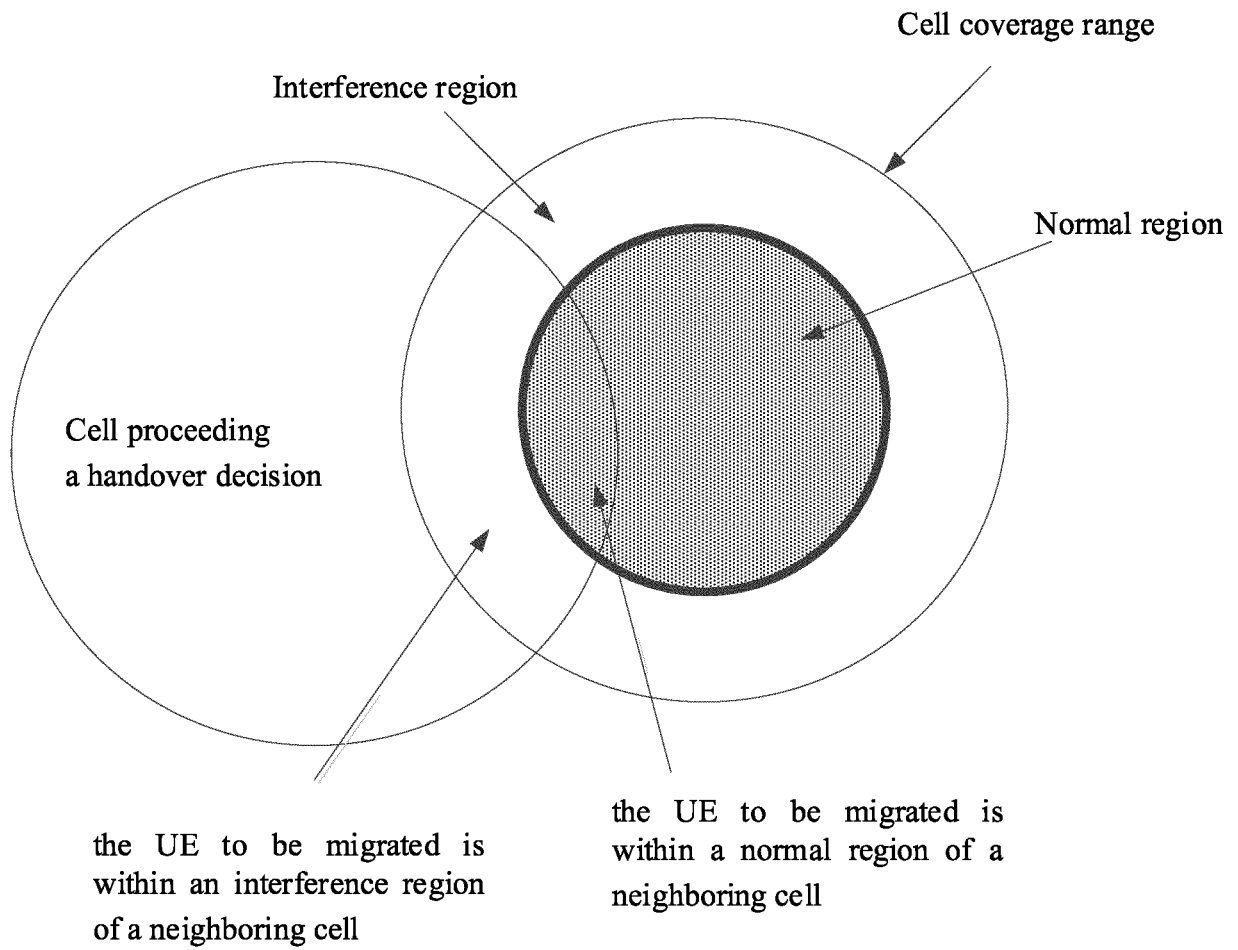 Cell coverage range
Interference region
Normal region
Cell proceeding
a handover decision
the UE to be migrated is
within an interference region
of a neighboring cell
the UE to be migrated is
within a normal region of a
neighboring cell